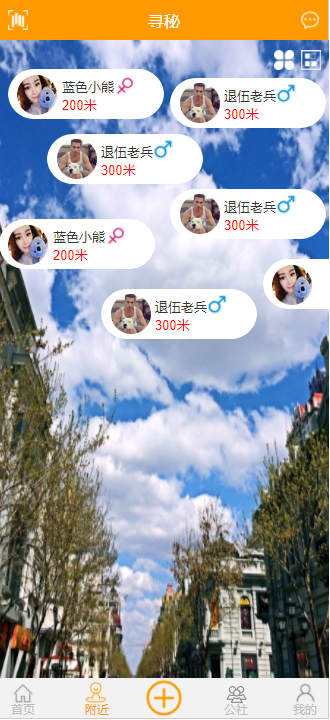 寻秘
蓝色小熊
200米
退伍老兵
300米
退伍老兵
300米
退伍老兵
300米
蓝色小熊
200米
退伍老兵
300米
首页
附近
公社
我的